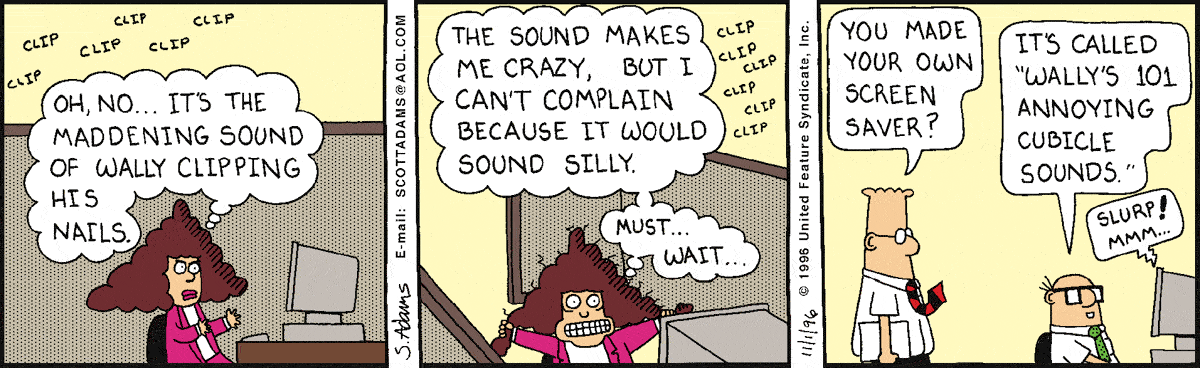 CLIP
CLIP
CLIP
CLIP
CLIP
CLIP
OH, NO... IT'S THE
MADDENING SOUND
OF WALLY CLIPPING
HIS
NAILS.
S. Adams
E-mail: SCOTTADAMS@AOL.COM
THE SOUND MAKES
ME CRAZY, BUT I
CAN'T COMPLAIN
BECAUSE IT WOULD
SOUND SILLY.
CLIP
CLIP
CLIP
CLIP
CLIP
CLIP
MUST...
WAIT...
11/1/96 © 1996 United Feature Syndicate, Inc.
YOU MADE
YOUR OWN
SCREEN
SAVER?
IT'S CALLED
"WALLY'S 101
ANNOYING
CUBICLE
SOUNDS."
SLURP!
MMM...